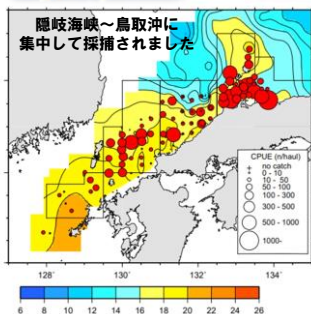 隠岐海峡～鳥取沖に
集中して採捕されました
CPUE (n/haul)
no catch
0 - 10
10 - 50
50 - 100
100 - 300
300 - 500
500 - 1000
1000-
128˚
130˚
132˚
134˚
6
8
10
12
14
16
18
20
22
24
26